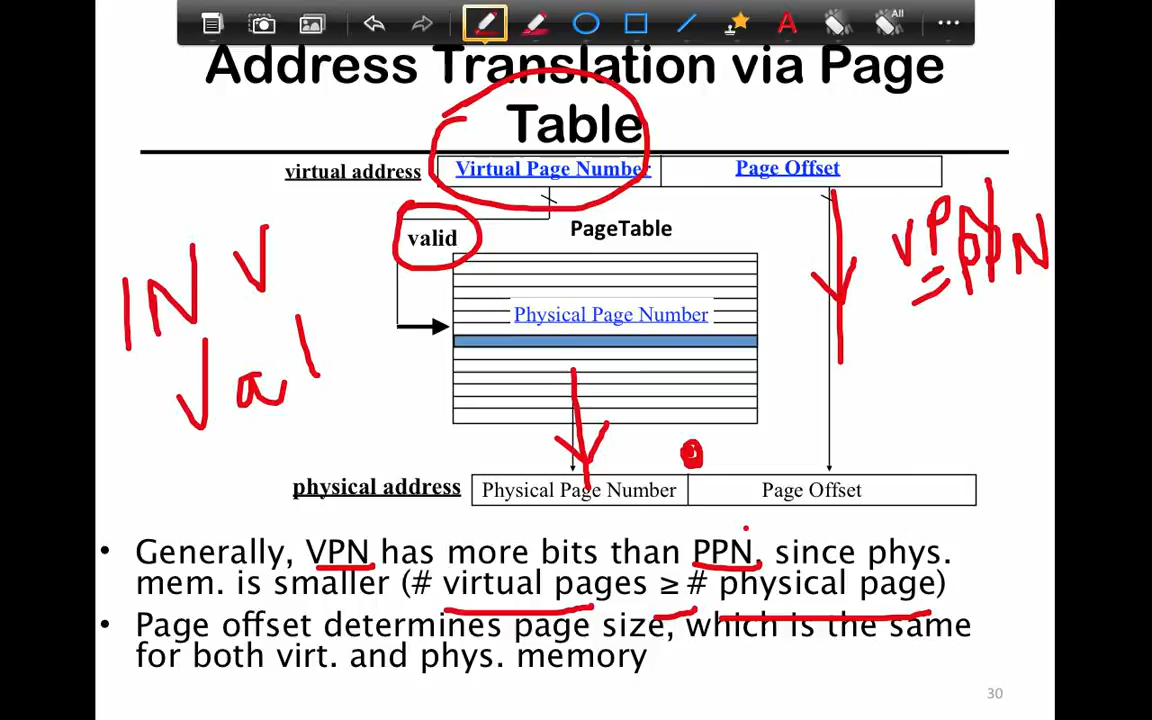 All
A
Address Translation via Page
Table
virtual address Virtual Page Number Page Offset
valid
PageTable
VPN
PPN
INV
Val
Physical Page Number
physical address Physical Page Number Page Offset
• Generally, VPN has more bits than PPN, since phys.
mem. is smaller (# virtual pages ≥ # physical page)
• Page offset determines page size, which is the same
for both virt. and phys. memory
30